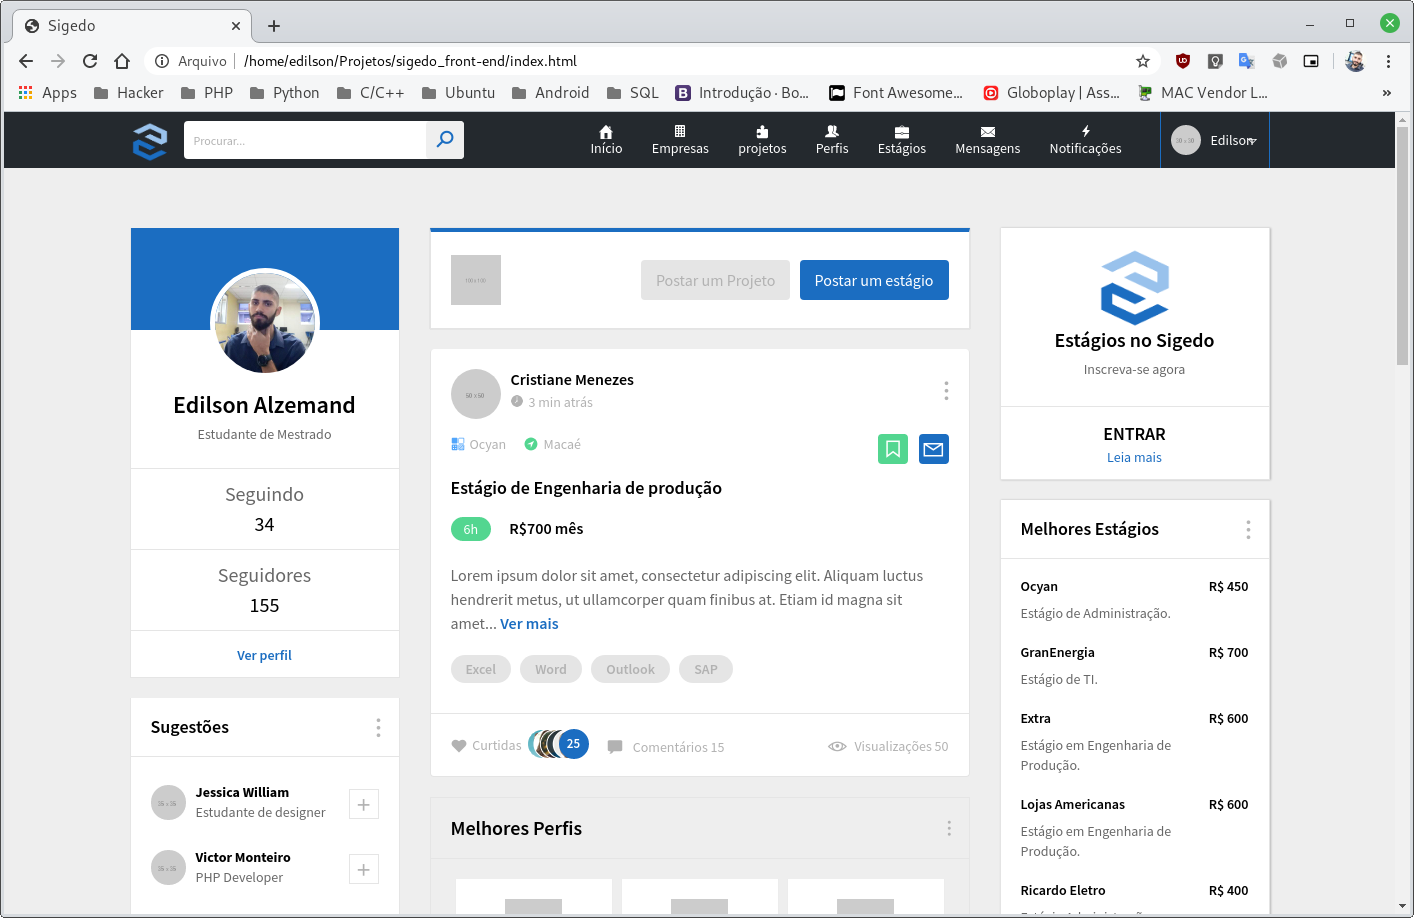 Sigedo
Arquivo /home/edilson/Projetos/sigedo_front-end/index.html
Apps Hacker PHP Python C/C++ Ubuntu Android SQL Introdução · Bo... Font Awesome... Globoplay | Ass... MAC Vendor L... »
Procurar...
Início Empresas projetos Perfis Estágios Mensagens Notificações
Edilson
Edilson Alzemand
Estudante de Mestrado
Seguindo
34
Seguidores
155
Ver perfil
Sugestões
Jessica William
Estudante de designer
Victor Monteiro
PHP Developer
Postar um Projeto
Postar um estágio
Cristiane Menezes
3 min atrás
Ocyan Macaé
Estágio de Engenharia de produção
6h R$700 mês
Lorem ipsum dolor sit amet, consectetur adipiscing elit. Aliquam luctus
hendrerit metus, ut ullamcorper quam finibus at. Etiam id magna sit
amet... Ver mais
Excel Word Outlook SAP
Curtidas 25 Comentários 15 Visualizações 50
Melhores Perfis
Estágios no Sigedo
Inscreva-se agora
ENTRAR
Leia mais
Melhores Estágios
Ocyan R$ 450
Estágio de Administração.
GranEnergia R$ 700
Estágio de TI.
Extra R$ 600
Estágio em Engenharia de
Produção.
Lojas Americanas R$ 600
Estágio em Engenharia de
Produção.
Ricardo Eletro R$ 400